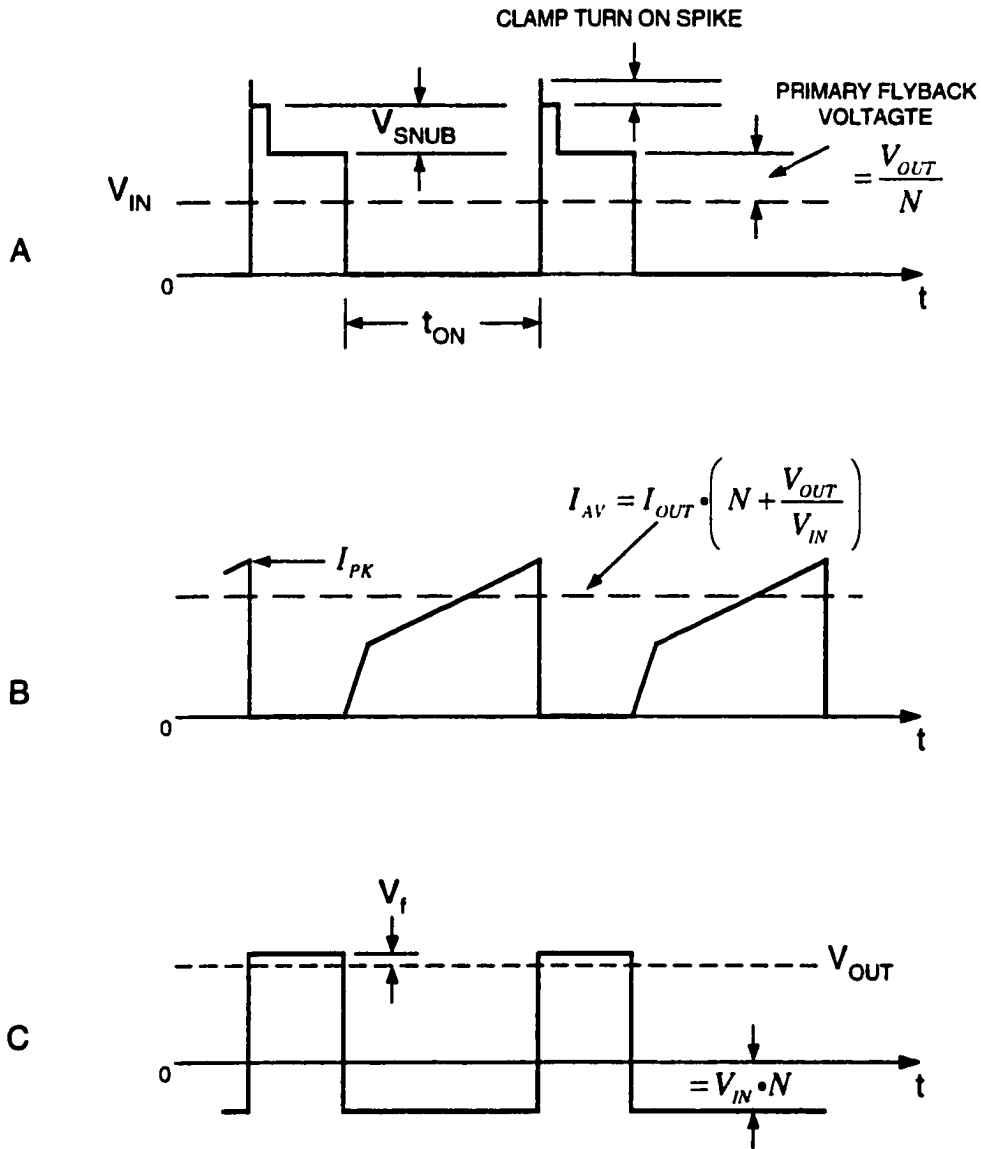 CLAMP TURN ON SPIKE
PRIMARY FLYBACK
VOLTAGTE
= V_OUT / N
V_SNUB
V_IN
A
0
t
t_ON
I_AV = I_OUT • ( N + V_OUT / V_IN )
I_PK
B
0
t
V_f
V_OUT
C
0
= V_IN • N
t